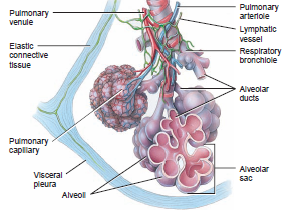 Pulmonary
venule
Elastic
connective
tissue
Pulmonary
capillary
Visceral
pleura
Alveoli
Pulmonary
arteriole
Lymphatic
vessel
Respiratory
bronchiole
Alveolar
ducts
Alveolar
sac